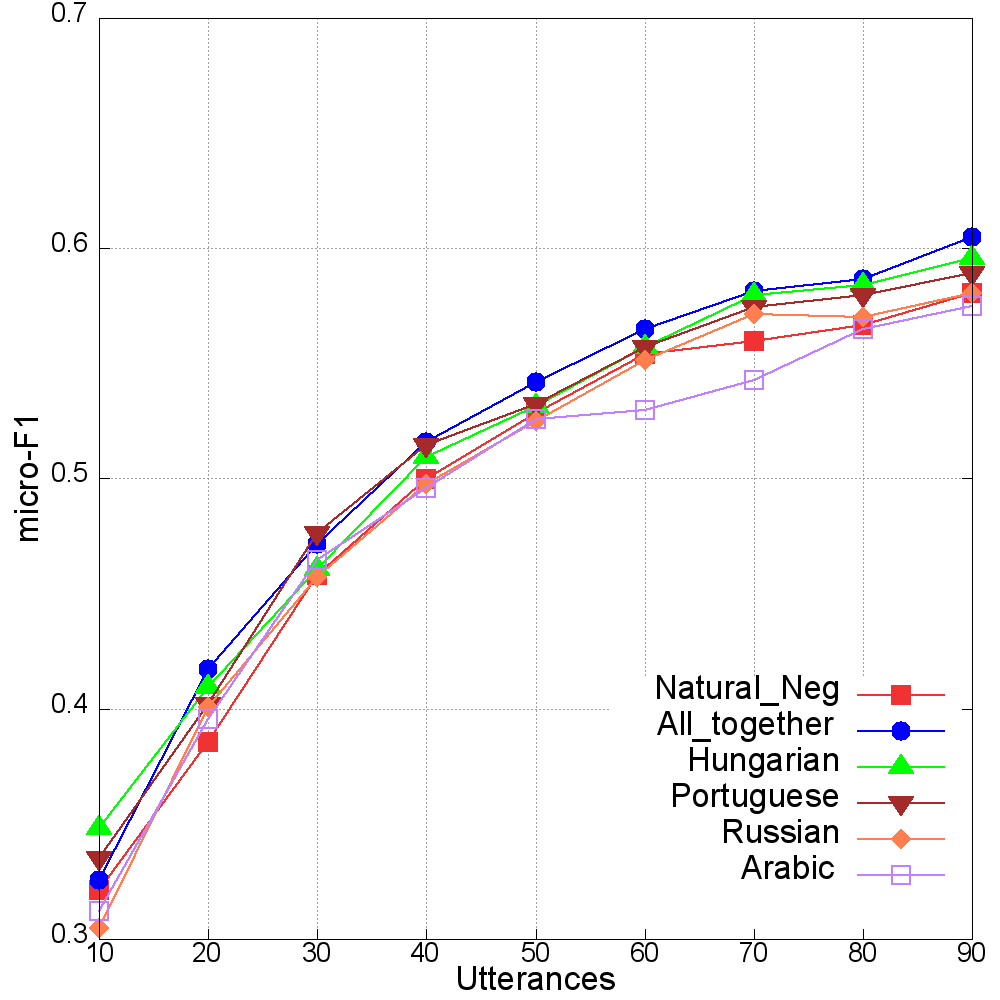 0.7
0.6
0.5
0.4
0.3
micro-F1
Natural_Neg
All_together
Hungarian
Portuguese
Russian
Arabic
10 20 30 40 50 60 70 80 90
Utterances